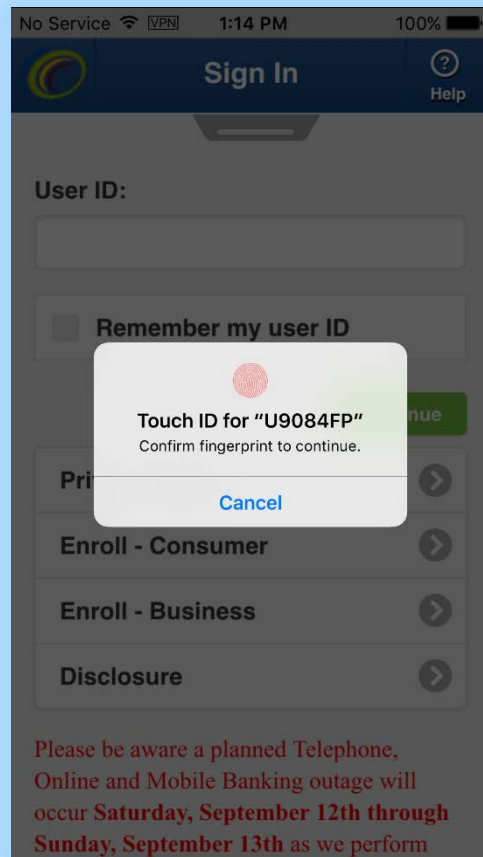 No Service VPN 1:14 PM 100%
Sign In
Help
User ID:
Remember my user ID
Touch ID for “U9084FP”
Confirm fingerprint to continue.
nue
Cancel
Pri
Enroll - Consumer
Enroll - Business
Disclosure
Please be aware a planned Telephone,
Online and Mobile Banking outage will
occur Saturday, September 12th through
Sunday, September 13th as we perform